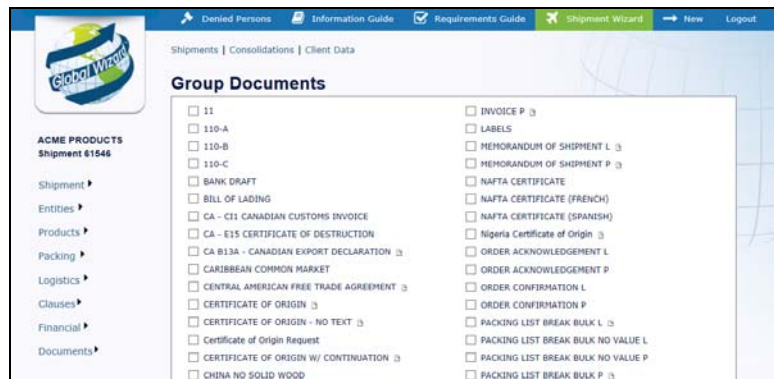 Denied Persons Information Guide Requirements Guide Shipment Wizard New Logout
Global Wizard
Shipments | Consolidations | Client Data
Group Documents
ACME PRODUCTS
Shipment 61546
Shipment
Entities
Products
Packing
Logistics
Clauses
Financial
Documents
11
110-A
110-B
110-C
BANK DRAFT
BILL OF LADING
CA - CI1 CANADIAN CUSTOMS INVOICE
CA - E15 CERTIFICATE OF DESTRUCTION
CA B13A - CANADIAN EXPORT DECLARATION
CARIBBEAN COMMON MARKET
CENTRAL AMERICAN FREE TRADE AGREEMENT
CERTIFICATE OF ORIGIN
CERTIFICATE OF ORIGIN - NO TEXT
Certificate of Origin Request
CERTIFICATE OF ORIGIN W/ CONTINUATION
CHINA NO SOLID WOOD
INVOICE P
LABELS
MEMORANDUM OF SHIPMENT L
MEMORANDUM OF SHIPMENT P
NAFTA CERTIFICATE
NAFTA CERTIFICATE (FRENCH)
NAFTA CERTIFICATE (SPANISH)
Nigeria Certificate of Origin
ORDER ACKNOWLEDGEMENT L
ORDER ACKNOWLEDGEMENT P
ORDER CONFIRMATION L
ORDER CONFIRMATION P
PACKING LIST BREAK BULK L
PACKING LIST BREAK BULK NO VALUE L
PACKING LIST BREAK BULK NO VALUE P
PACKING LIST BREAK BULK P